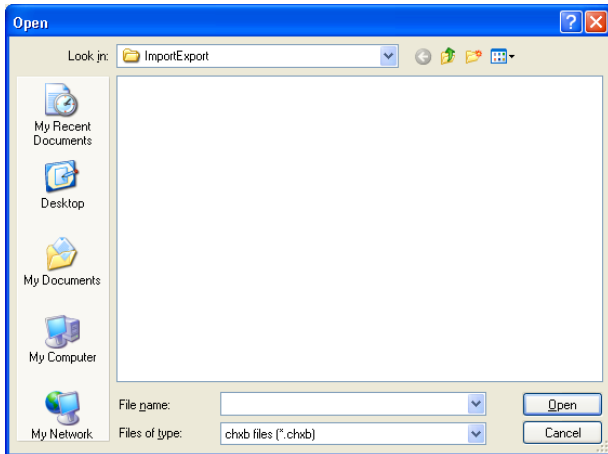 Open
Look in: ImportExport
My Recent
Documents
Desktop
My Documents
My Computer
My Network
File name:
Open
Files of type: chxb files (*.chxb)
Cancel